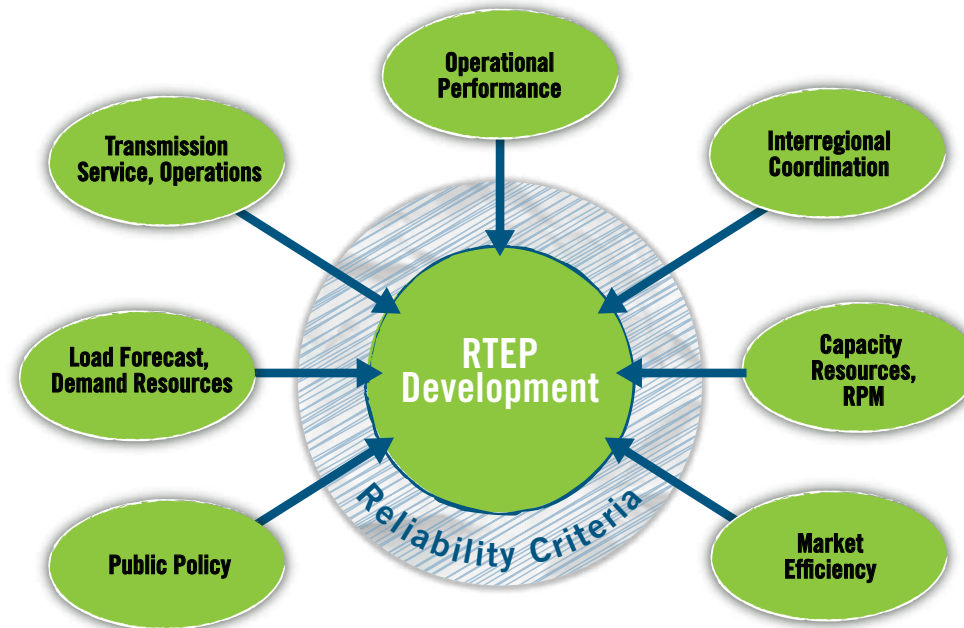 Operational
Performance
Transmission
Service, Operations
Interregional
Coordination
RTEP
Development
Load Forecast,
Demand Resources
Capacity
Resources,
RPM
Reliability Criteria
Public Policy
Market
Efficiency